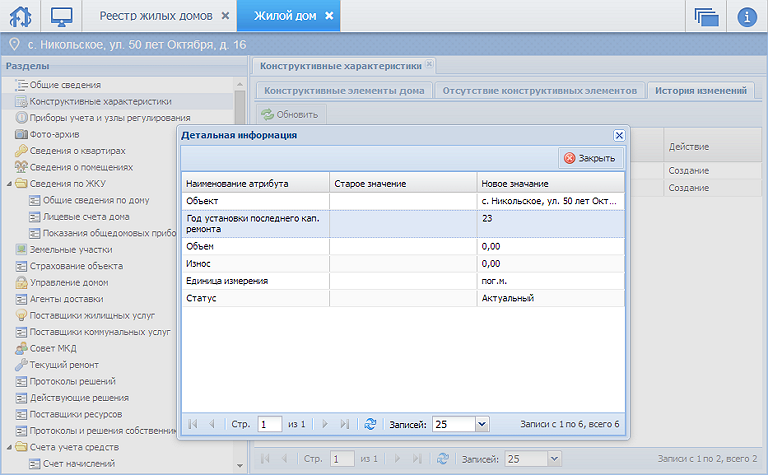 Реестр жилых домов
Жилой дом
с. Никольское, ул. 50 лет Октября, д. 16
Разделы
Общие сведения
Конструктивные характеристики
Приборы учета и узлы регулирования
Фото-архив
Сведения о квартирах
Сведения о помещениях
Сведения по ЖКУ
Общие сведения по дому
Лицевые счета дома
Показания общедомовых прибо
Земельные участки
Страхование объекта
Управление домом
Агенты доставки
Поставщики жилищных услуг
Поставщики коммунальных услуг
Совет МКД
Текущий ремонт
Протоколы решений
Действующие решения
Поставщики ресурсов
Протоколы и решения собственник
Счета учета средств
Счет начислений
Конструктивные характеристики
Конструктивные элементы дома
Отсутствие конструктивных элементов
История изменений
Обновить
Действие
Создание
Создание
Детальная информация
Закрыть
Наименование атрибута Старое значение Новое значание
Объект с. Никольское, ул. 50 лет Окт...
Год установки последнего кап. 23
ремонта
Объем 0,00
Износ 0,00
Единица измерения пог.м.
Статус Актуальный
Стр. 1 из 1 Записей: 25 Записи с 1 по 6, всего 6
Стр. 1 из 1 Записей: 25 Записи с 1 по 2, всего 2